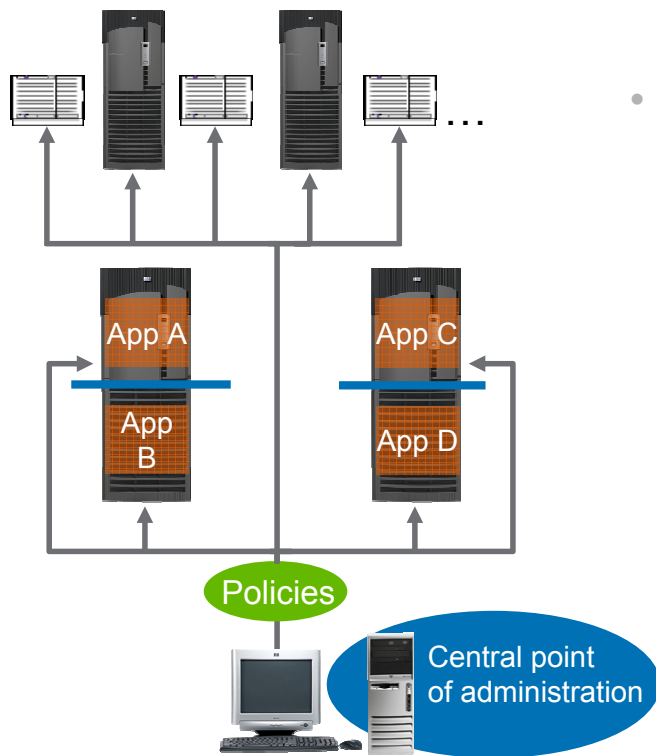 ...
App A
App C
App
B
App D
Policies
Central point
of administration